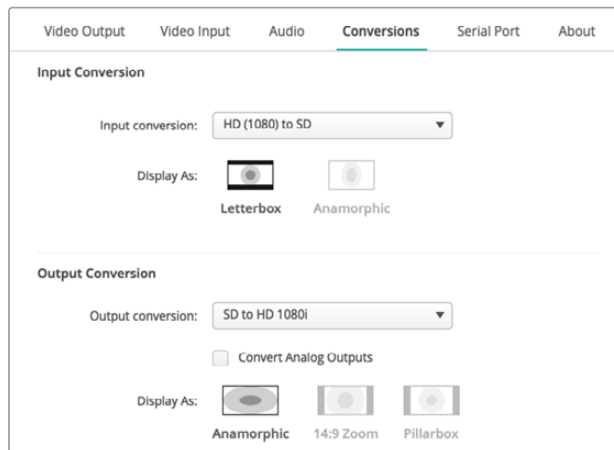 Video Output Video Input Audio Conversions Serial Port About
Input Conversion
Input conversion: HD (1080) to SD
Display As:
Letterbox Anamorphic
Output Conversion
Output conversion: SD to HD 1080i
Convert Analog Outputs
Display As:
Anamorphic 14:9 Zoom Pillarbox